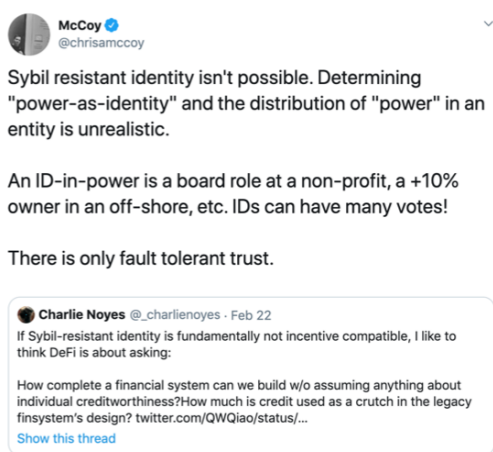 McCoy
@chrisamccoy
Sybil resistant identity isn't possible. Determining
"power-as-identity" and the distribution of "power" in an
entity is unrealistic.
An ID-in-power is a board role at a non-profit, a +10%
owner in an off-shore, etc. IDs can have many votes!
There is only fault tolerant trust.
Charlie Noyes @_charlienoyes · Feb 22
If Sybil-resistant identity is fundamentally not incentive compatible, I like to
think DeFi is about asking:
How complete a financial system can we build w/o assuming anything about
individual creditworthiness?How much is credit used as a crutch in the legacy
finsystem's design? twitter.com/QWQiao/status/...
Show this thread